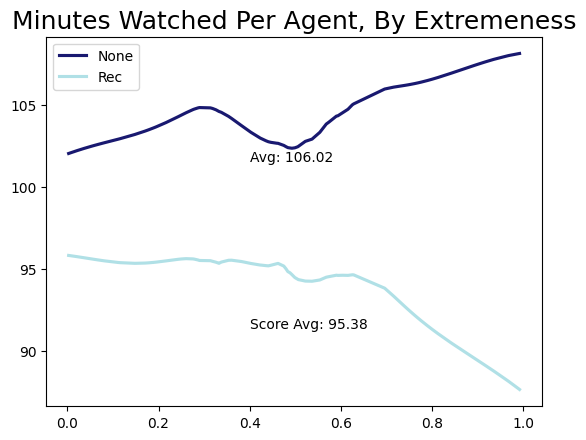 Minutes Watched Per Agent, By Extremeness
None
Rec
105
100
95
90
Avg: 106.02
Score Avg: 95.38
0.0 0.2 0.4 0.6 0.8 1.0